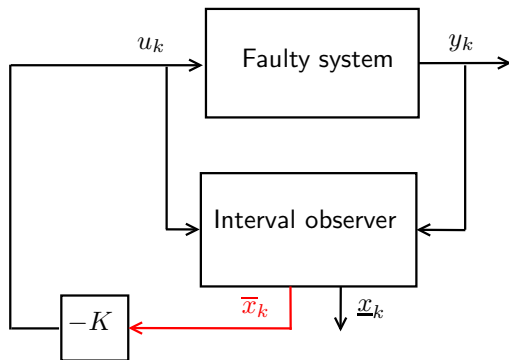 u_k
y_k
Faulty system
Interval observer
x̅_k
x̲_k
−K